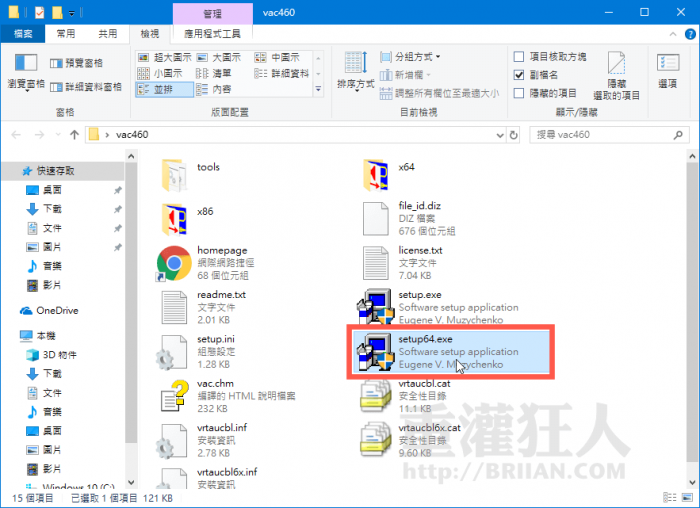 管理
vac460
檔案
常用
共用
檢視
應用程式工具
瀏覽窗格
預覽窗格
詳細資料窗格
窗格
超大圖示
大圖示
中圖示
小圖示
清單
詳細資料
並排
內容
版面配置
排序方式
分組方式
新增欄
調整所有欄位至最適大小
目前檢視
項目核取方塊
副檔名
隱藏的項目
隱藏
選取的項目
顯示/隱藏
選項
vac460
搜尋 vac460
快速存取
桌面
下載
文件
圖片
音樂
影片
OneDrive
本機
3D 物件
下載
文件
音樂
桌面
圖片
影片
Windows 10 (C:)
tools
x64
x86
file_id.diz
DIZ 檔案
676 個位元組
homepage
網際網路捷徑
68 個位元組
license.txt
文字文件
7.04 KB
readme.txt
文字文件
2.01 KB
setup.exe
Software setup application
Eugene V. Muzychenko
setup.ini
組態設定
1.28 KB
setup64.exe
Software setup application
Eugene V. Muzychenko
vac.chm
編譯的 HTML 說明檔案
232 KB
vrtaucbl.cat
安全性目錄
11.1 KB
vrtaucbl.inf
安裝資訊
2.78 KB
vrtaucbl6x.cat
安全性目錄
9.60 KB
vrtaucbl6x.inf
安裝資訊
重灌狂人
http://BRIIAN.COM
15 個項目
已選取 1 個項目 121 KB